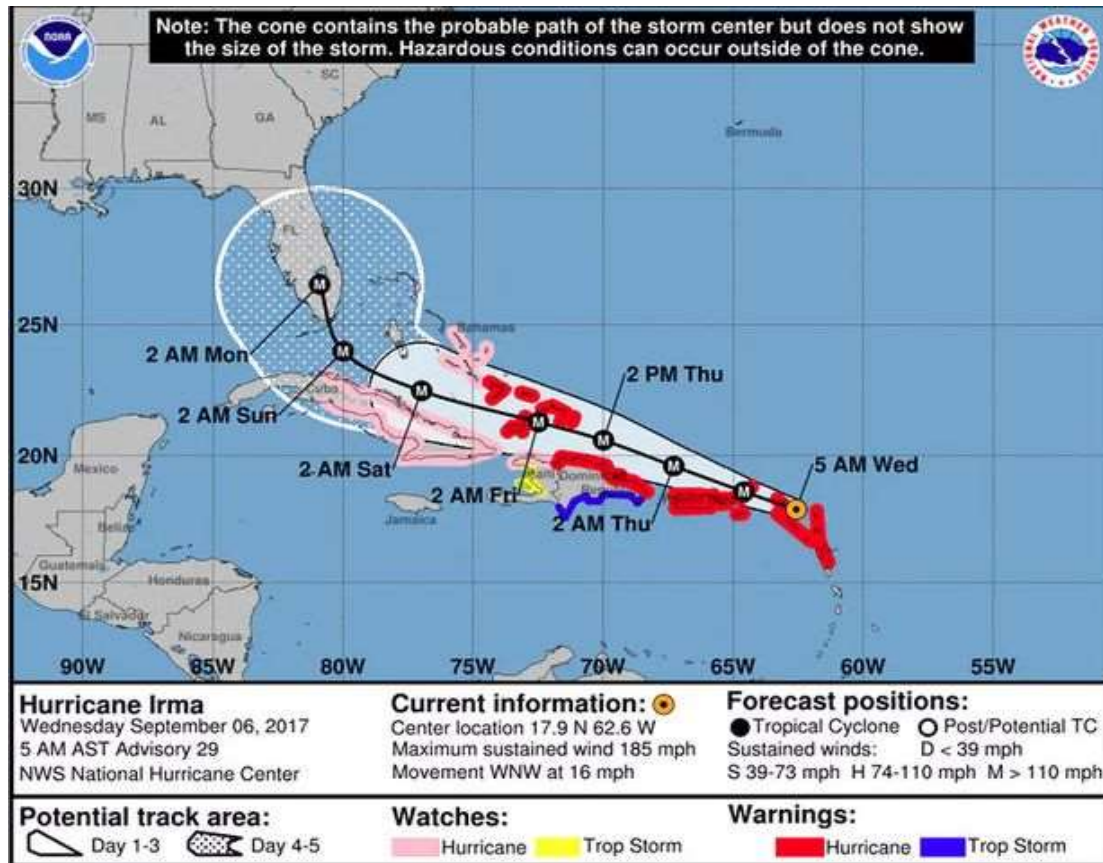 Note: The cone contains the probable path of the storm center but does not show
the size of the storm. Hazardous conditions can occur outside of the cone.
NOAA
SC
MS
AL
GA
Bermuda
30N
FL
25N
Bahamas
2 AM Mon
2 PM Thu
Cuba
2 AM Sun
20N
2 AM Sat
5 AM Wed
Mexico
2 AM Fri
Dominican
Jamaica
2 AM Thu
Belize
Guatemala
15N
Honduras
El Salvador
Nicaragua
90W
85W
80W
75W
70W
65W
60W
55W
M
M
M
M
M
M
M
Hurricane Irma
Wednesday September 06, 2017
5 AM AST Advisory 29
NWS National Hurricane Center
Current information:
Center location 17.9 N 62.6 W
Maximum sustained wind 185 mph
Movement WNW at 16 mph
Forecast positions:
Tropical Cyclone Post/Potential TC
Sustained winds: D < 39 mph
S 39-73 mph H 74-110 mph M > 110 mph
Potential track area:
Day 1-3 Day 4-5
Watches:
Hurricane Trop Storm
Warnings:
Hurricane Trop Storm